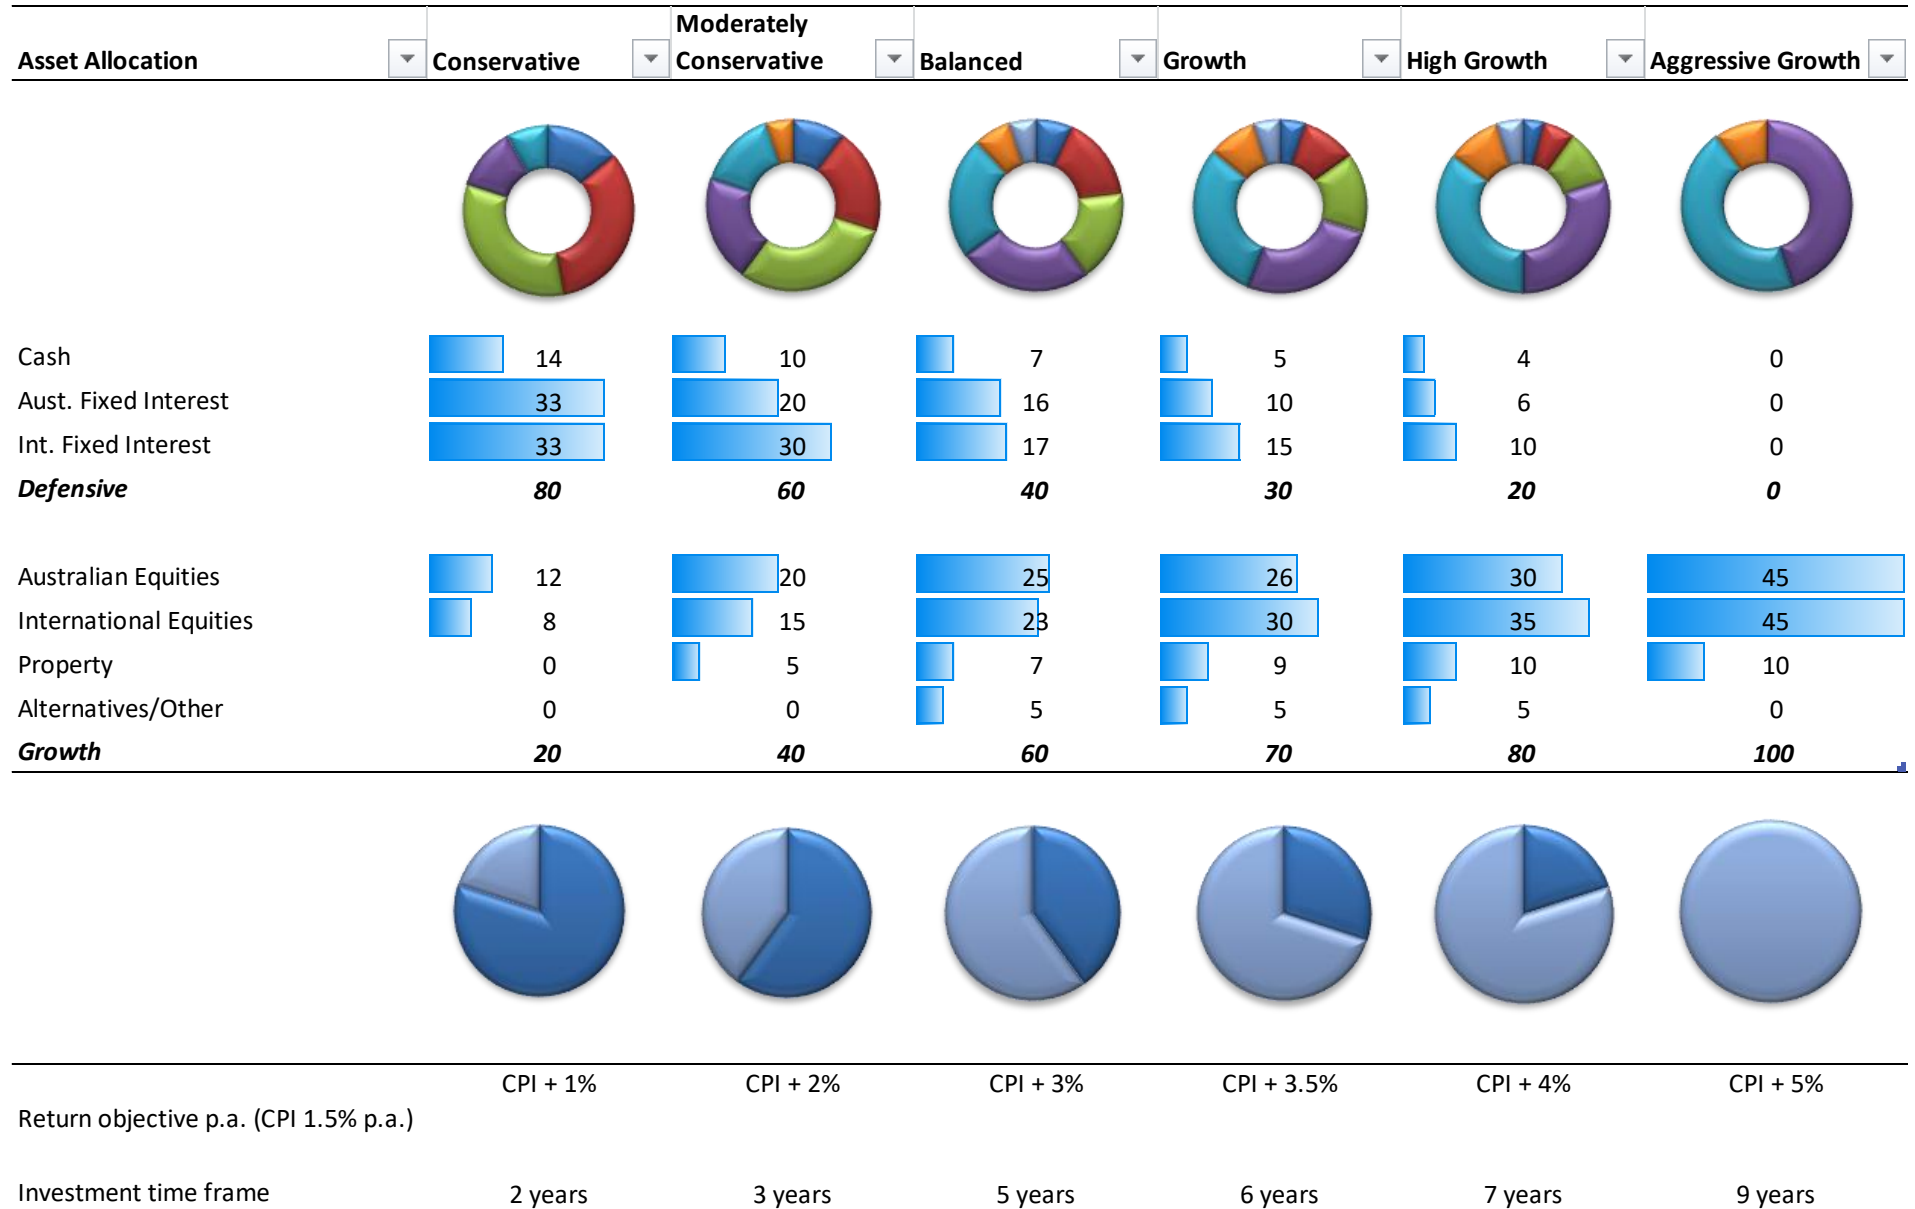 Asset Allocation Conservative Moderately Conservative Balanced Growth High Growth Aggressive Growth
Cash 14 10 7 5 4 0
Aust. Fixed Interest 33 20 16 10 6 0
Int. Fixed Interest 33 30 17 15 10 0
Defensive 80 60 40 30 20 0
Australian Equities 12 20 25 26 30 45
International Equities 8 15 23 30 35 45
Property 0 5 7 9 10 10
Alternatives/Other 0 0 5 5 5 0
Growth 20 40 60 70 80 100
CPI + 1% CPI + 2% CPI + 3% CPI + 3.5% CPI + 4% CPI + 5%
Return objective p.a. (CPI 1.5% p.a.)
Investment time frame 2 years 3 years 5 years 6 years 7 years 9 years